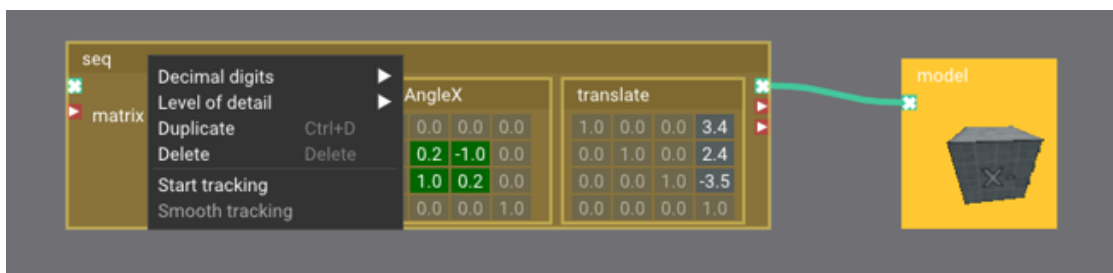 seq
matrix
Decimal digits
Level of detail
Duplicate Ctrl+D
Delete Delete
Start tracking
Smooth tracking
AngleX
0.0 0.0 0.0
0.2 -1.0 0.0
1.0 0.2 0.0
0.0 0.0 1.0
translate
1.0 0.0 0.0 3.4
0.0 1.0 0.0 2.4
0.0 0.0 1.0 -3.5
0.0 0.0 0.0 1.0
model
X